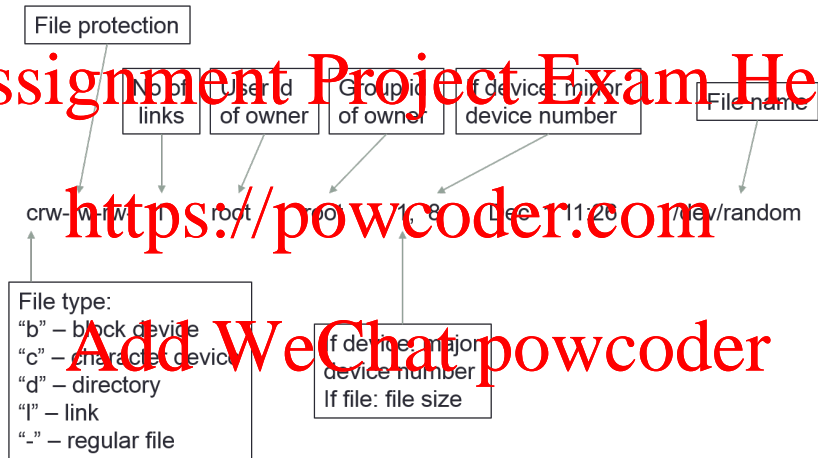 File protection
No of
links
User id
of owner
Group id
of owner
If device: minor
device number
File name
ssignment Project Exam He
crw-rw-rw- 1 root root 1, 8 Dec 11:26 /dev/random
https://powcoder.com
File type:
“b” – block device
“c” – character device
“d” – directory
“l” – link
“-” – regular file
If device: major
device number
If file: file size
Add WeChat powcoder